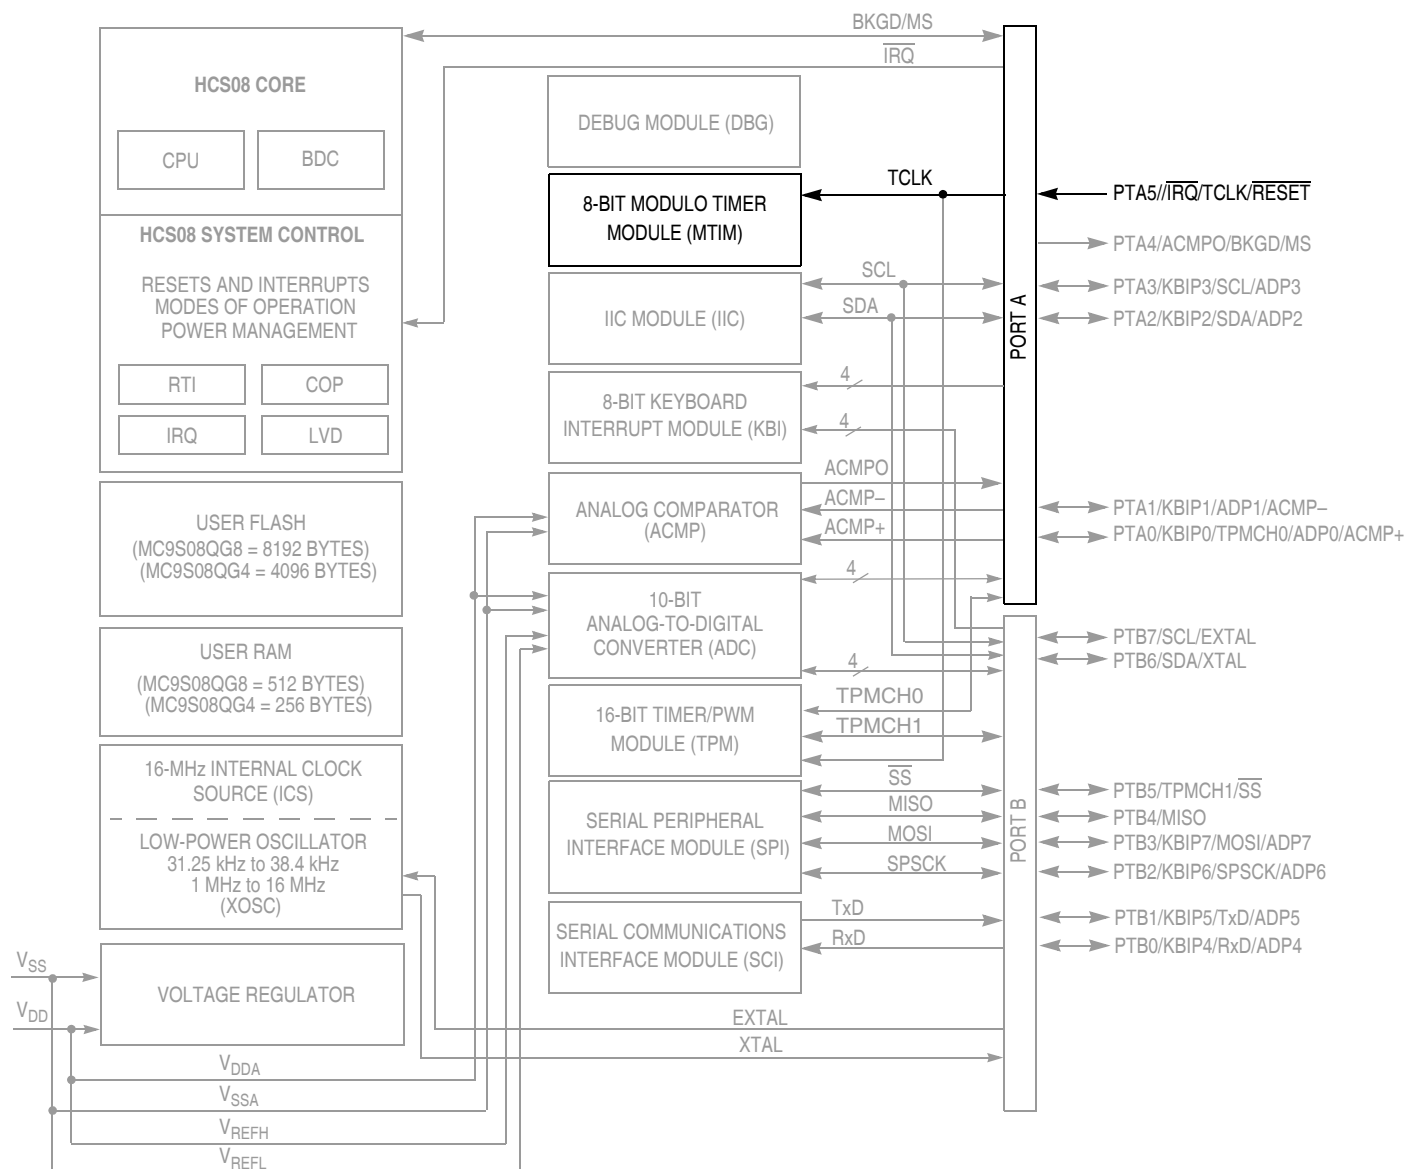 BKGD/MS
IRQ
HCS08 CORE
CPU
BDC
HCS08 SYSTEM CONTROL
RESETS AND INTERRUPTS
MODES OF OPERATION
POWER MANAGEMENT
RTI
COP
IRQ
LVD
USER FLASH
(MC9S08QG8 = 8192 BYTES)
(MC9S08QG4 = 4096 BYTES)
USER RAM
(MC9S08QG8 = 512 BYTES)
(MC9S08QG4 = 256 BYTES)
16-MHz INTERNAL CLOCK
SOURCE (ICS)
LOW-POWER OSCILLATOR
31.25 kHz to 38.4 kHz
1 MHz to 16 MHz
(XOSC)
VSS
VDD
VOLTAGE REGULATOR
VDDA
VSSA
VREFH
VREFL
DEBUG MODULE (DBG)
8-BIT MODULO TIMER
MODULE (MTIM)
TCLK
IIC MODULE (IIC)
SCL
SDA
8-BIT KEYBOARD
INTERRUPT MODULE (KBI)
4
4
ANALOG COMPARATOR
(ACMP)
ACMPO
ACMP–
ACMP+
10-BIT
ANALOG-TO-DIGITAL
CONVERTER (ADC)
4
4
16-BIT TIMER/PWM
MODULE (TPM)
TPMCH0
TPMCH1
SERIAL PERIPHERAL
INTERFACE MODULE (SPI)
SS
MISO
MOSI
SPSCK
SERIAL COMMUNICATIONS
INTERFACE MODULE (SCI)
TxD
RxD
EXTAL
XTAL
PORT A
PORT B
PTA5//IRQ/TCLK/RESET
PTA4/ACMPO/BKGD/MS
PTA3/KBIP3/SCL/ADP3
PTA2/KBIP2/SDA/ADP2
PTA1/KBIP1/ADP1/ACMP–
PTA0/KBIP0/TPMCH0/ADP0/ACMP+
PTB7/SCL/EXTAL
PTB6/SDA/XTAL
PTB5/TPMCH1/SS
PTB4/MISO
PTB3/KBIP7/MOSI/ADP7
PTB2/KBIP6/SPSCK/ADP6
PTB1/KBIP5/TxD/ADP5
PTB0/KBIP4/RxD/ADP4